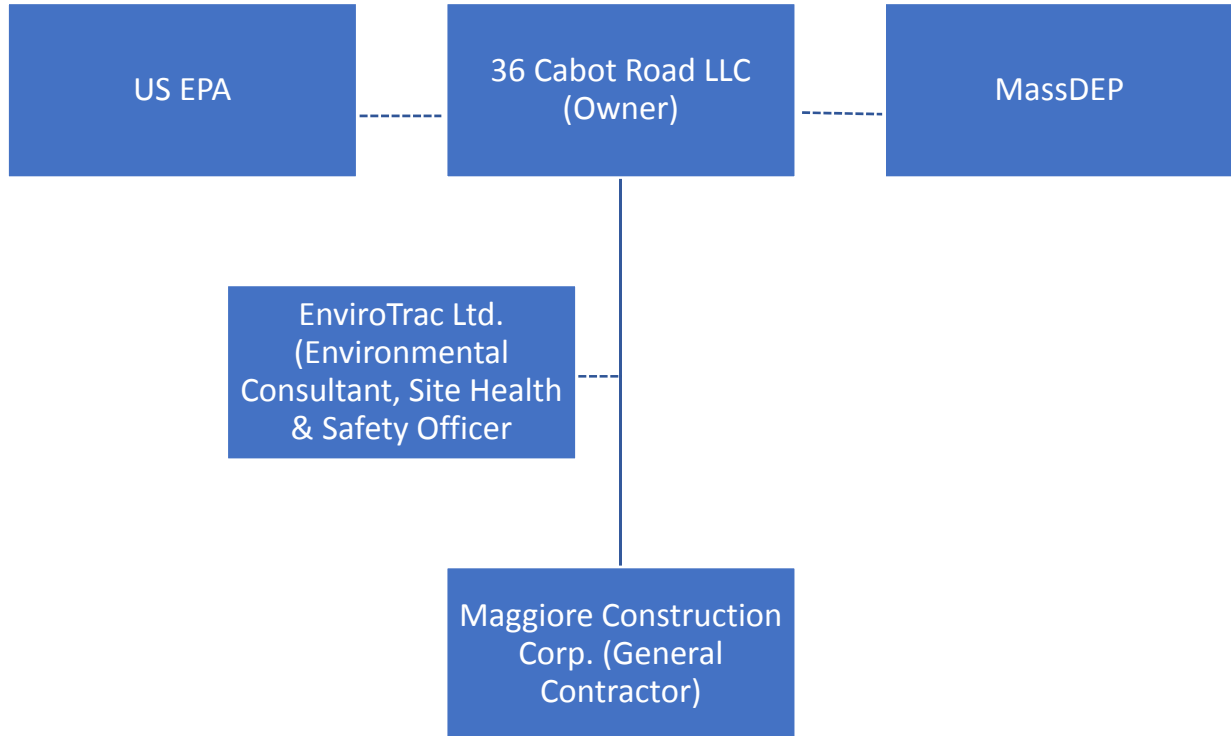 US EPA
36 Cabot Road LLC
(Owner)
MassDEP
EnviroTrac Ltd.
(Environmental
Consultant, Site Health
& Safety Officer
Maggiore Construction
Corp. (General
Contractor)